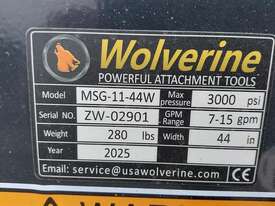 Wolverine
POWERFUL ATTACHMENT TOOLS
Model MSG-11-44W Max pressure 3000 psi
Serial NO. ZW-02901 GPM Range 7-15 gpm
Weight 280 lbs Width 44 in
Year 2025
Email: service@usawolverine.com CE